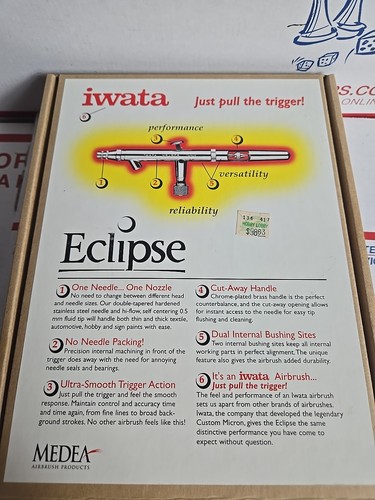 S.CO
ONLIN
iwata Just pull the trigger!
6
performance
3 4
1 2 5
versatility
reliability
HOBBY LOBBY
Eclipse
1 One Needle... One Nozzle
No need to change between different head
and needle sizes. Our double-tapered hardened
stainless steel needle and hi-flow, self centering 0.5
mm fluid tip will handle both thin and thick textile,
automotive, hobby and sign paints with ease.
2 No Needle Packing!
Precision internal machining in front of the
trigger does away with the need for annoying
needle seals and bearings.
3 Ultra-Smooth Trigger Action
Just pull the trigger and feel the smooth
response. Maintain control and accuracy time
and time again, from fine lines to broad back-
ground strokes. No other airbrush feels like this!
4 Cut-Away Handle
Chrome-plated brass handle is the perfect
counterbalance, and the cut-away opening allows
for instant access to the needle for easy tip
flushing and cleaning.
5 Dual Internal Bushing Sites
Two internal bushing sites keep all internal
working parts in perfect alignment. The unique
feature also gives the airbrush added durability.
6 It's an iwata Airbrush...
Just pull the trigger!
The feel and performance of an Iwata airbrush
sets us apart from other brands of airbrushes.
Iwata, the company that developed the legendary
Custom Micron, gives the Eclipse the same
distinctive performance you have come to
expect without question.
MEDEA
AIRBRUSH PRODUCTS